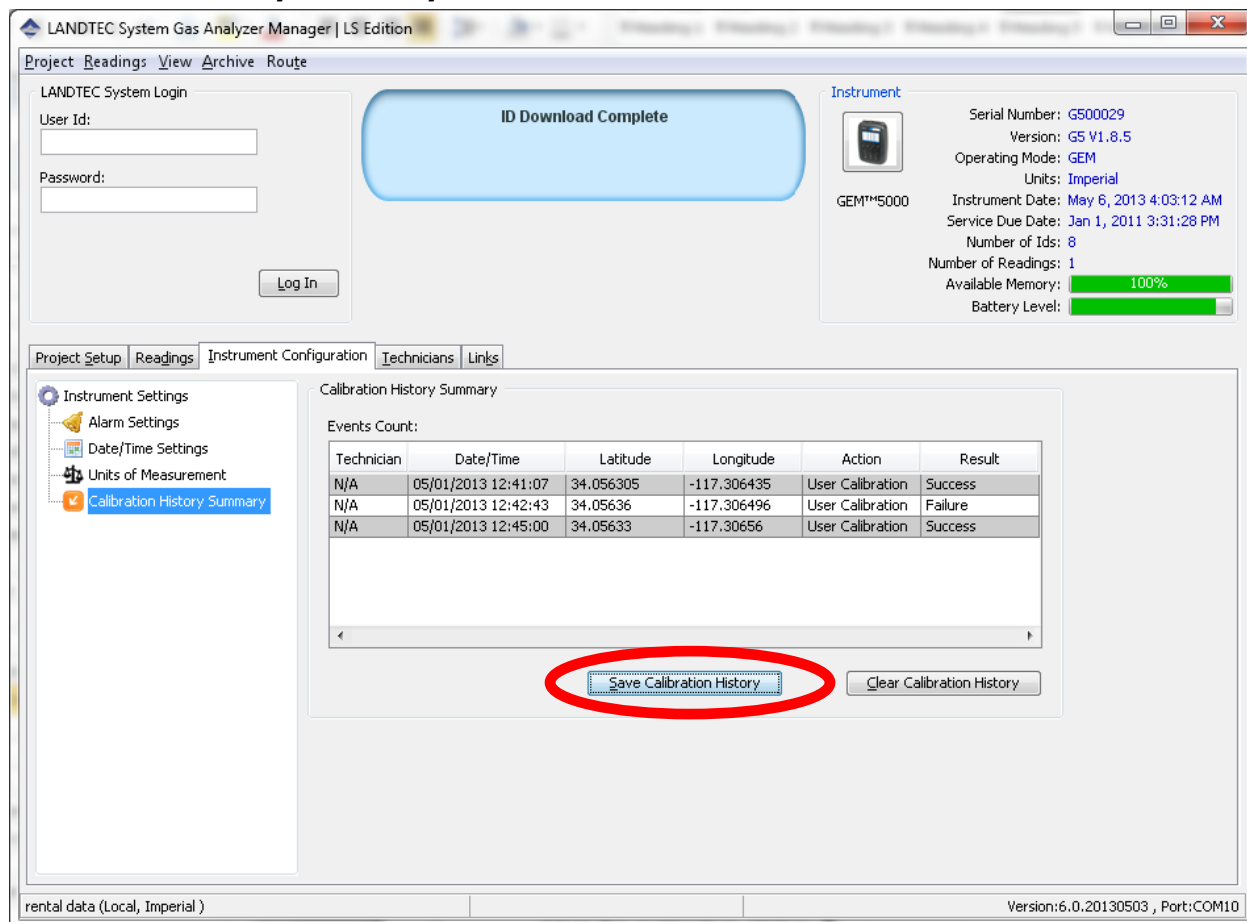 LANDTEC System Gas Analyzer Manager | LS Edition
Project Readings View Archive Route
LANDTEC System Login
User Id:
Password:
Log In
ID Download Complete
Instrument
GEM™5000
Serial Number: G500029
Version: G5 V1.8.5
Operating Mode: GEM
Units: Imperial
Instrument Date: May 6, 2013 4:03:12 AM
Service Due Date: Jan 1, 2011 3:31:28 PM
Number of Ids: 8
Number of Readings: 1
Available Memory: 100%
Battery Level:
Project Setup Readings Instrument Configuration Technicians Links
Instrument Settings
Alarm Settings
Date/Time Settings
Units of Measurement
Calibration History Summary
Calibration History Summary
Events Count:
Technician Date/Time Latitude Longitude Action Result
N/A 05/01/2013 12:41:07 34.056305 -117.306435 User Calibration Success
N/A 05/01/2013 12:42:43 34.05636 -117.306496 User Calibration Failure
N/A 05/01/2013 12:45:00 34.05633 -117.30656 User Calibration Success
Save Calibration History Clear Calibration History
rental data (Local, Imperial ) Version:6.0.20130503 , Port:COM10